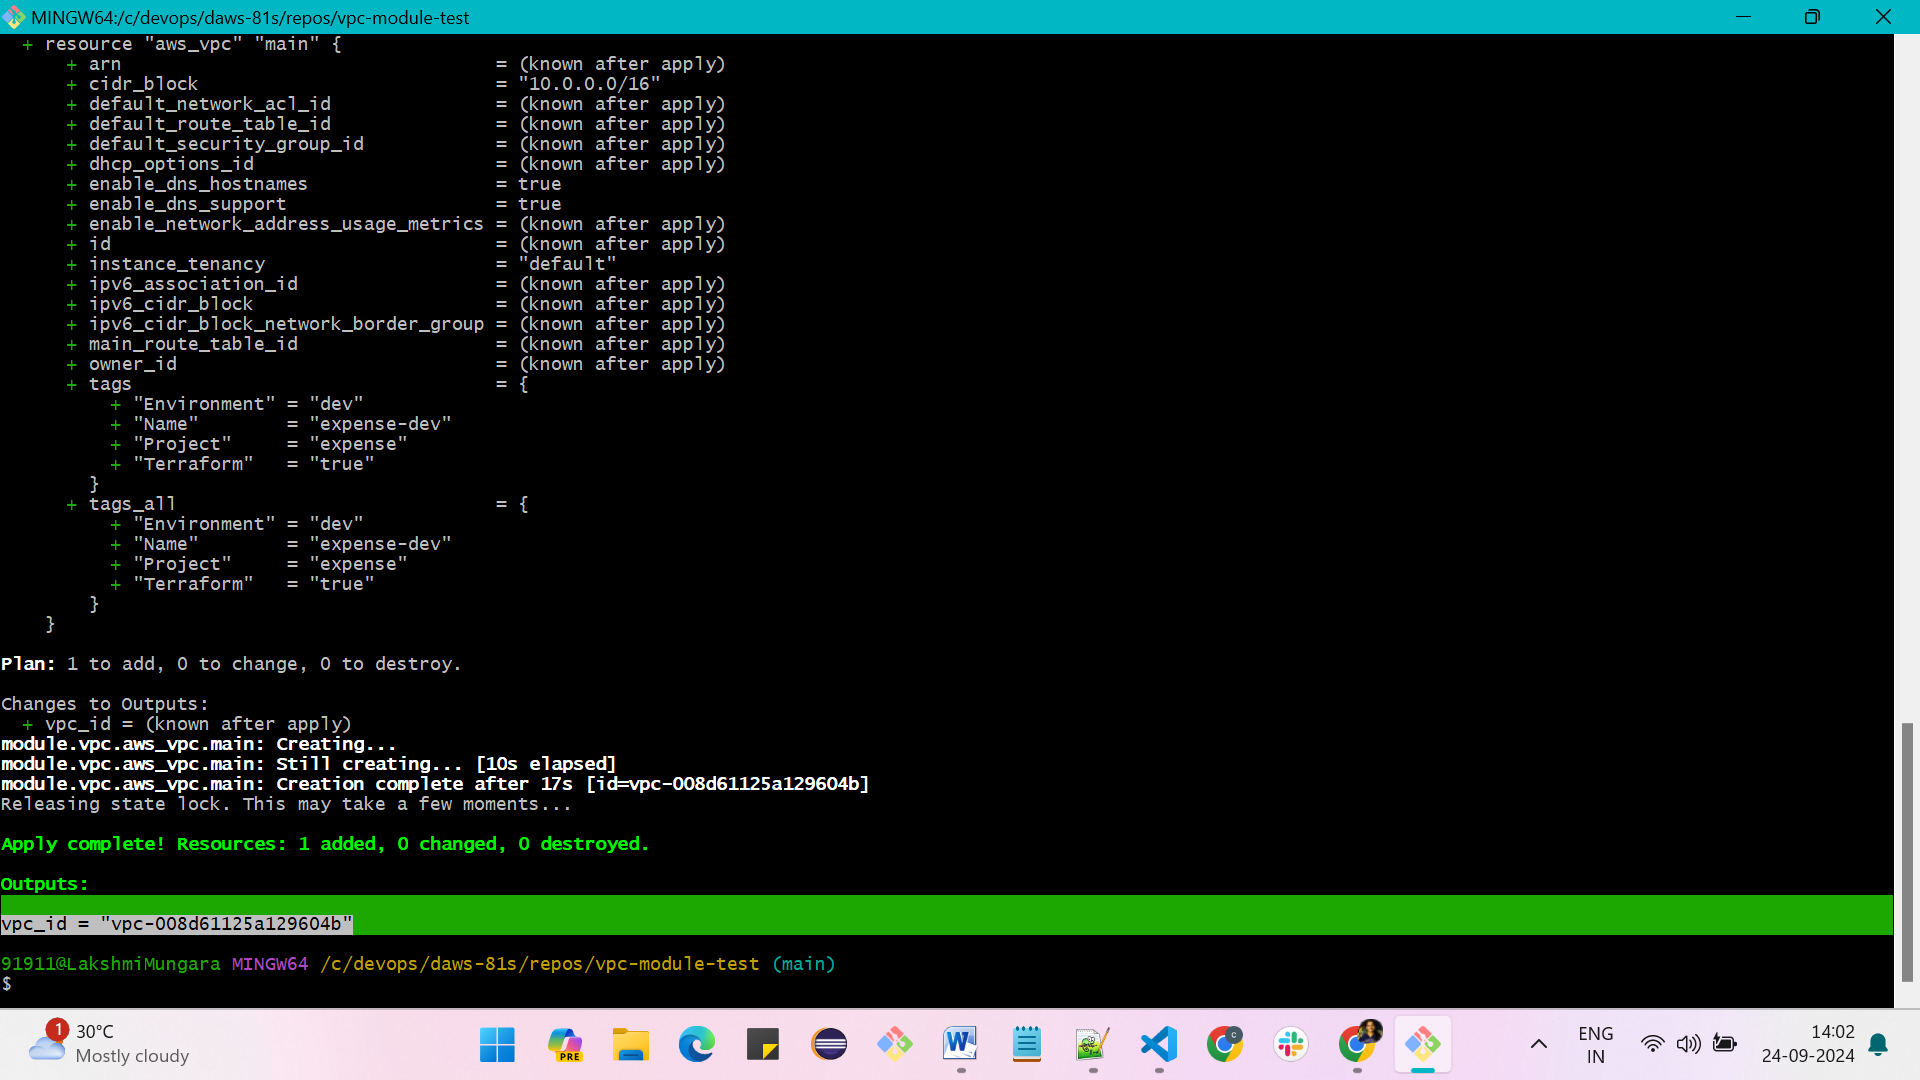 MINGW64:/c/devops/daws-81s/repos/vpc-module-test
+ resource "aws_vpc" "main" {
+ arn = (known after apply)
+ cidr_block = "10.0.0.0/16"
+ default_network_acl_id = (known after apply)
+ default_route_table_id = (known after apply)
+ default_security_group_id = (known after apply)
+ dhcp_options_id = (known after apply)
+ enable_dns_hostnames = true
+ enable_dns_support = true
+ enable_network_address_usage_metrics = (known after apply)
+ id = (known after apply)
+ instance_tenancy = "default"
+ ipv6_association_id = (known after apply)
+ ipv6_cidr_block = (known after apply)
+ ipv6_cidr_block_network_border_group = (known after apply)
+ main_route_table_id = (known after apply)
+ owner_id = (known after apply)
+ tags = {
+ "Environment" = "dev"
+ "Name" = "expense-dev"
+ "Project" = "expense"
+ "Terraform" = "true"
}
+ tags_all = {
+ "Environment" = "dev"
+ "Name" = "expense-dev"
+ "Project" = "expense"
+ "Terraform" = "true"
}
}
Plan: 1 to add, 0 to change, 0 to destroy.
Changes to Outputs:
+ vpc_id = (known after apply)
module.vpc.aws_vpc.main: Creating...
module.vpc.aws_vpc.main: Still creating... [10s elapsed]
module.vpc.aws_vpc.main: Creation complete after 17s [id=vpc-008d61125a129604b]
Releasing state lock. This may take a few moments...
Apply complete! Resources: 1 added, 0 changed, 0 destroyed.
Outputs:
vpc_id = "vpc-008d61125a129604b"
91911@LakshmiMungara MINGW64 /c/devops/daws-81s/repos/vpc-module-test (main)
$
1
30°C
Mostly cloudy
PRE
W
C
ENG
IN
14:02
24-09-2024